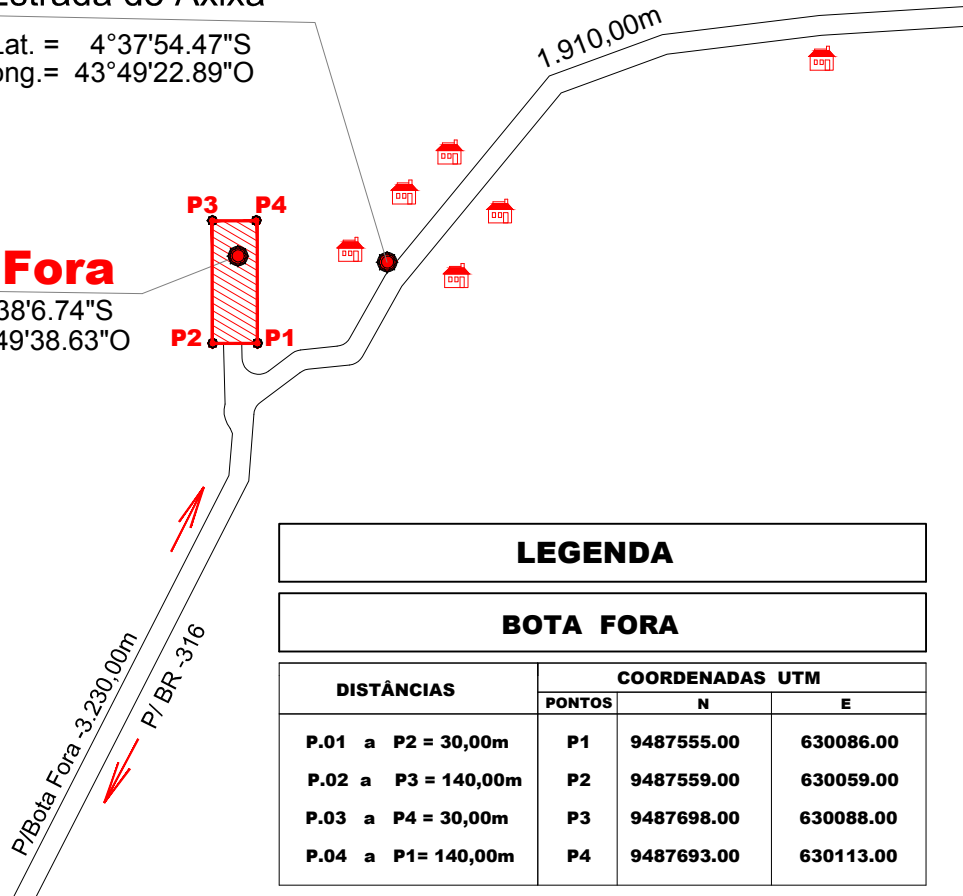 Estrada do Axixá
Lat. = 4°37'54.47"S
ong.= 43°49'22.89"O
1.910,00m
P3 P4
Fora
38'6.74"S
49'38.63"O
P2 P1
P/Bota Fora -3.230,00m
P/ BR -316
LEGENDA
BOTA FORA
DISTÂNCIAS
COORDENADAS UTM
PONTOS N E
P.01 a P2 = 30,00m P1 9487555.00 630086.00
P.02 a P3 = 140,00m P2 9487559.00 630059.00
P.03 a P4 = 30,00m P3 9487698.00 630088.00
P.04 a P1= 140,00m P4 9487693.00 630113.00